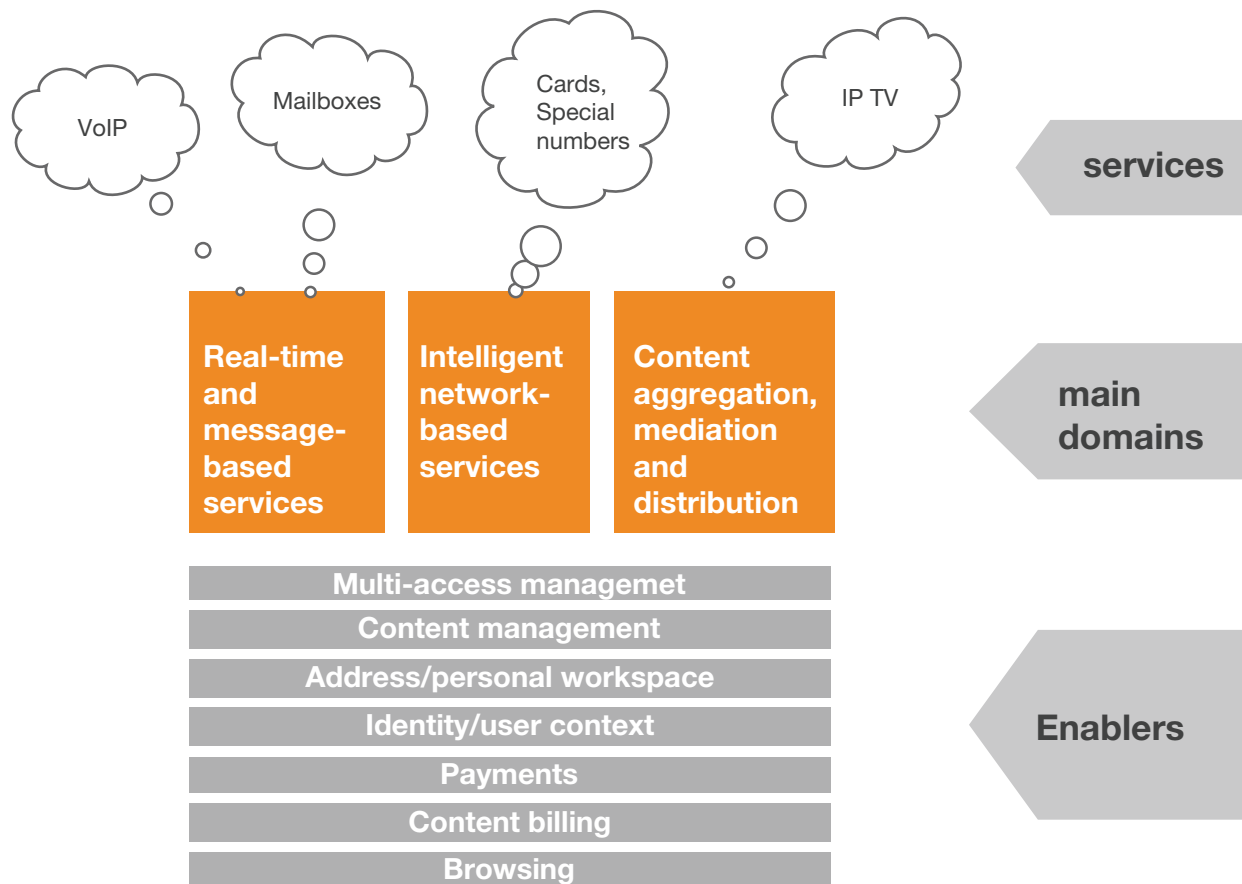 VoIP
Mailboxes
Cards,
Special
numbers
IP TV
services
Real-time
and
message-
based
services
Intelligent
network-
based
services
Content
aggregation,
mediation
and
distribution
main
domains
Multi-access managemet
Content management
Address/personal workspace
Identity/user context
Payments
Content billing
Browsing
Enablers